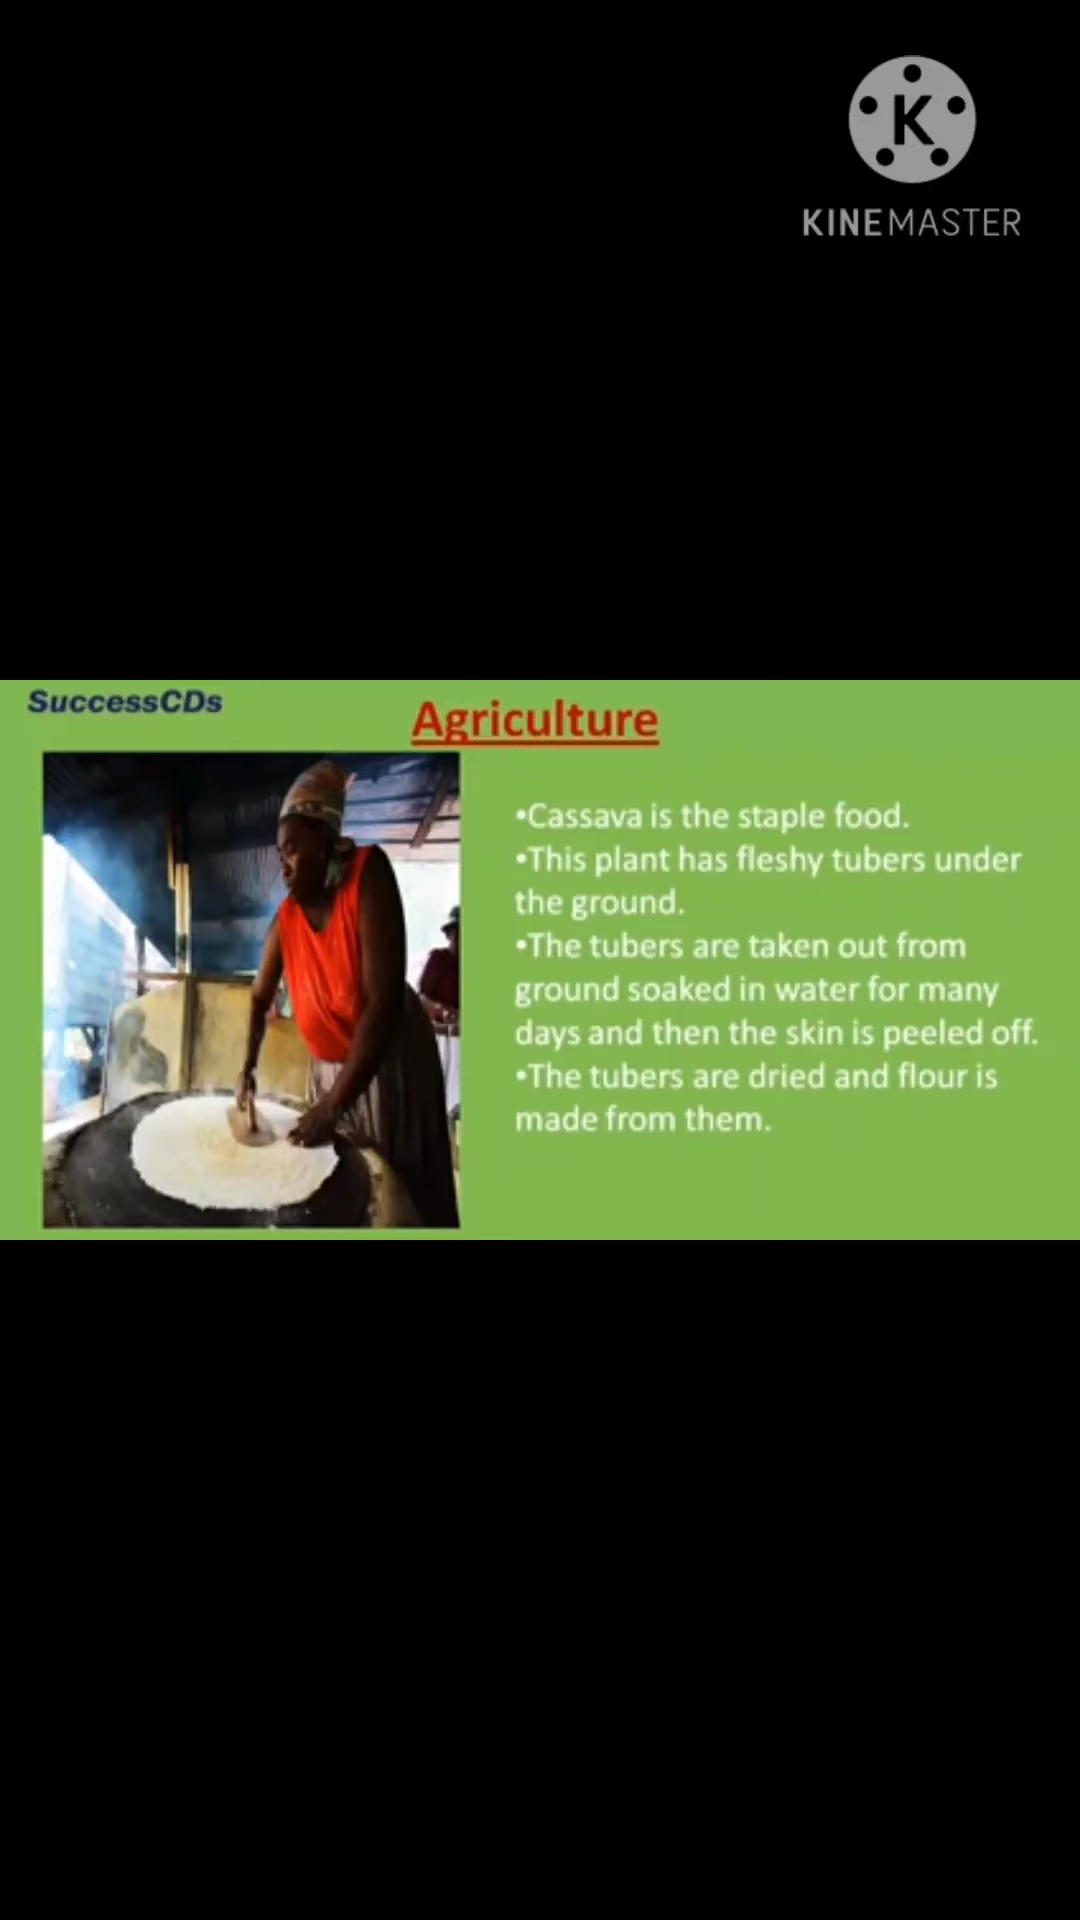 K
KINEMASTER
SuccessCDs
Agriculture
•Cassava is the staple food.
•This plant has fleshy tubers under
the ground.
•The tubers are taken out from
ground soaked in water for many
days and then the skin is peeled off.
•The tubers are dried and flour is
made from them.